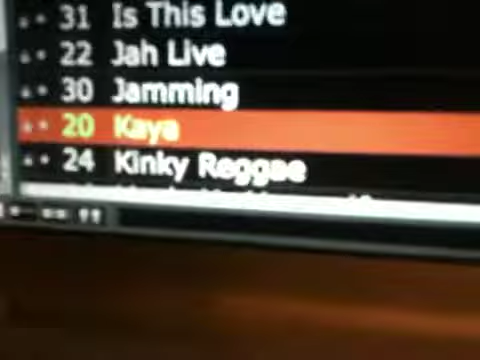 31 Is This Love
22 Jah Live
30 Jamming
20 Kaya
24 Kinky Reggae